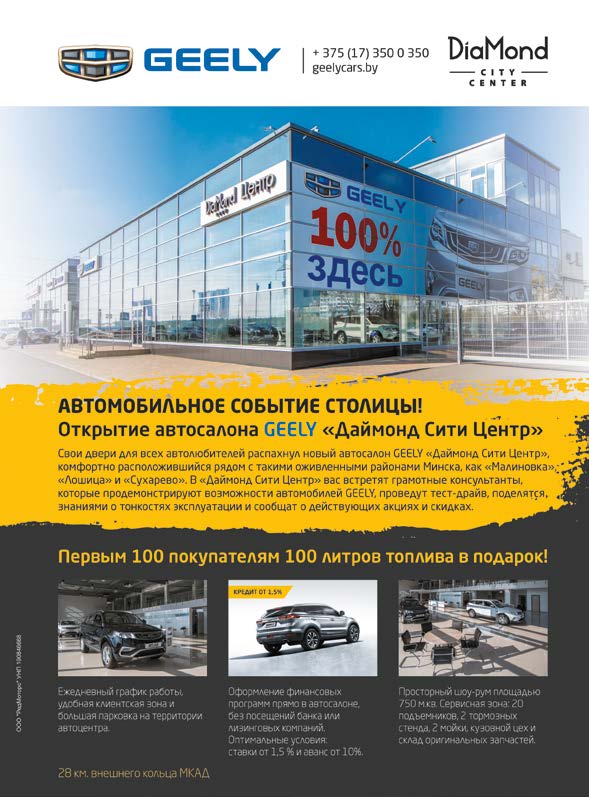 GEELY
+ 375 (17) 350 0 350
geelycars.by
DiaMond
CITY
CENTER
DiaMond Центр
GEELY
100%
здесь
GEELY
АВТОМОБИЛЬНОЕ СОБЫТИЕ СТОЛИЦЫ!
Открытие автосалона GEELY «Даймонд Сити Центр»
Свои двери для всех автолюбителей распахнул новый автосалон GEELY «Даймонд Сити Центр»,
комфортно расположившийся рядом с такими оживленными районами Минска, как «Малиновка»,
«Лошица» и «Сухарево». В «Даймонд Сити Центр» вас встретят грамотные консультанты,
которые продемонстрируют возможности автомобилей GEELY, проведут тест-драйв, поделятся,
знаниями о тонкостях эксплуатации и сообщат о действующих акциях и скидках.
Первым 100 покупателям 100 литров топлива в подарок!
КРЕДИТ ОТ 1,5%
Ежедневный график работы,
удобная клиентская зона и
большая парковка на территории
автоцентра.
Оформление финансовых
программ прямо в автосалоне,
без посещений банка или
лизинговых компаний.
Оптимальные условия:
ставки от 1,5 % и аванс от 10%.
Просторный шоу-рум площадью
750 м.кв. Сервисная зона: 20
подъемников, 2 тормозных
стенда, 2 мойки, кузовной цех и
склад оригинальных запчастей.
28 км. внешнего кольца МКАД
ООО "РедМоторс" УНП 190846668